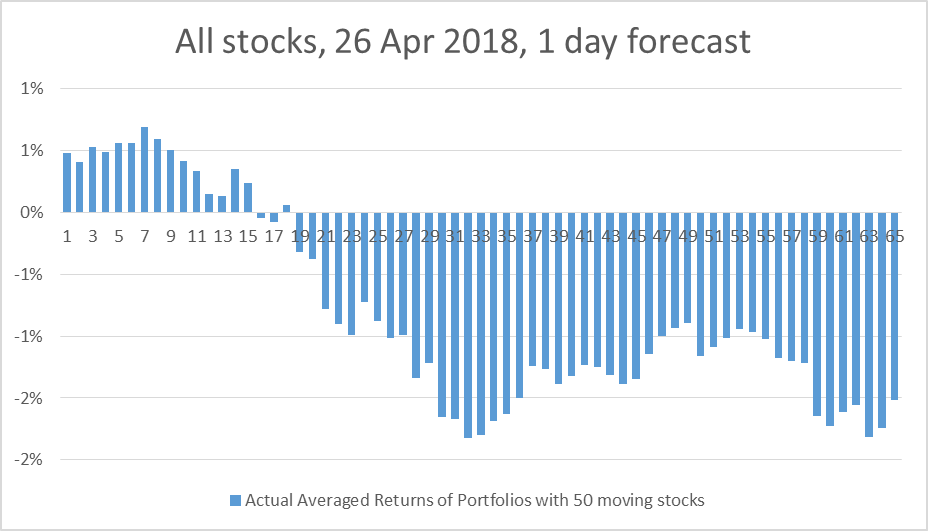 All stocks, 26 Apr 2018, 1 day forecast
1%
1%
0%
1 3 5 7 9 11 13 15 17 19 21 23 25 27 29 31 33 35 37 39 41 43 45 47 49 51 53 55 57 59 61 63 65
-1%
-1%
-2%
-2%
Actual Averaged Returns of Portfolios with 50 moving stocks